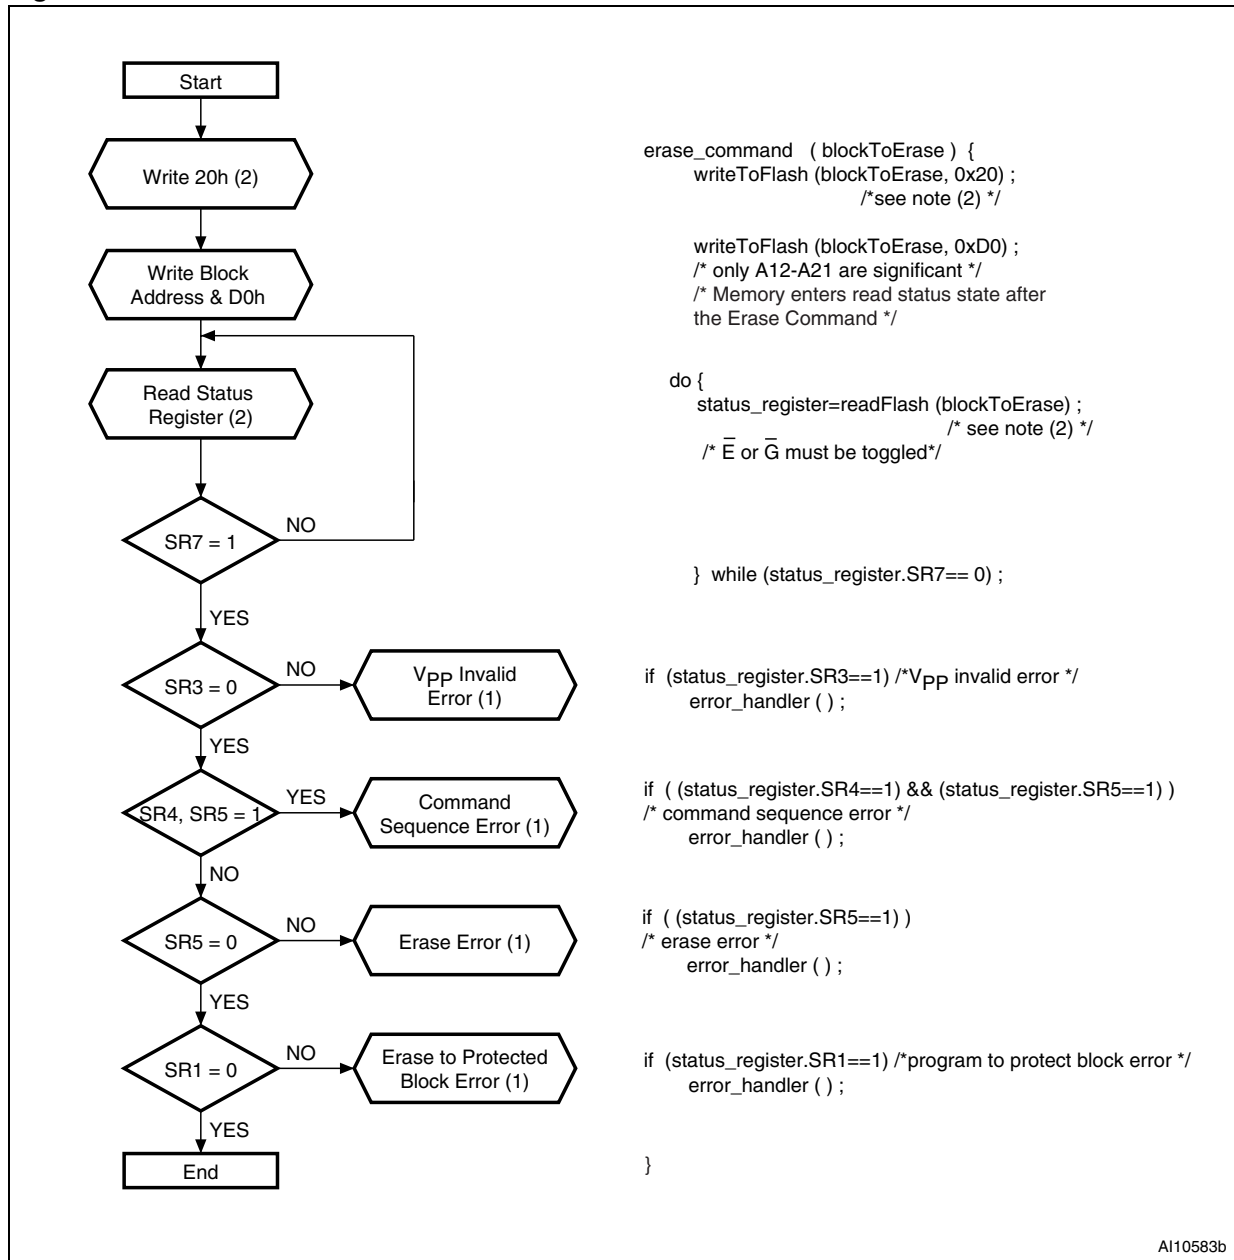 Start
Write 20h (2)
Write Block
Address & D0h
Read Status
Register (2)
SR7 = 1
NO
YES
SR3 = 0
NO
VPP Invalid
Error (1)
YES
SR4, SR5 = 1
YES
Command
Sequence Error (1)
NO
SR5 = 0
NO
Erase Error (1)
YES
SR1 = 0
NO
Erase to Protected
Block Error (1)
YES
End
erase_command ( blockToErase ) {
writeToFlash (blockToErase, 0x20) ;
/*see note (2) */
writeToFlash (blockToErase, 0xD0) ;
/* only A12-A21 are significant */
/* Memory enters read status state after
the Erase Command */
do {
status_register=readFlash (blockToErase) ;
/* see note (2) */
/* E̅ or G̅ must be toggled*/
} while (status_register.SR7== 0) ;
if (status_register.SR3==1) /*VPP invalid error */
error_handler ( ) ;
if ( (status_register.SR4==1) && (status_register.SR5==1) )
/* command sequence error */
error_handler ( ) ;
if ( (status_register.SR5==1) )
/* erase error */
error_handler ( ) ;
if (status_register.SR1==1) /*program to protect block error */
error_handler ( ) ;
}
AI10583b